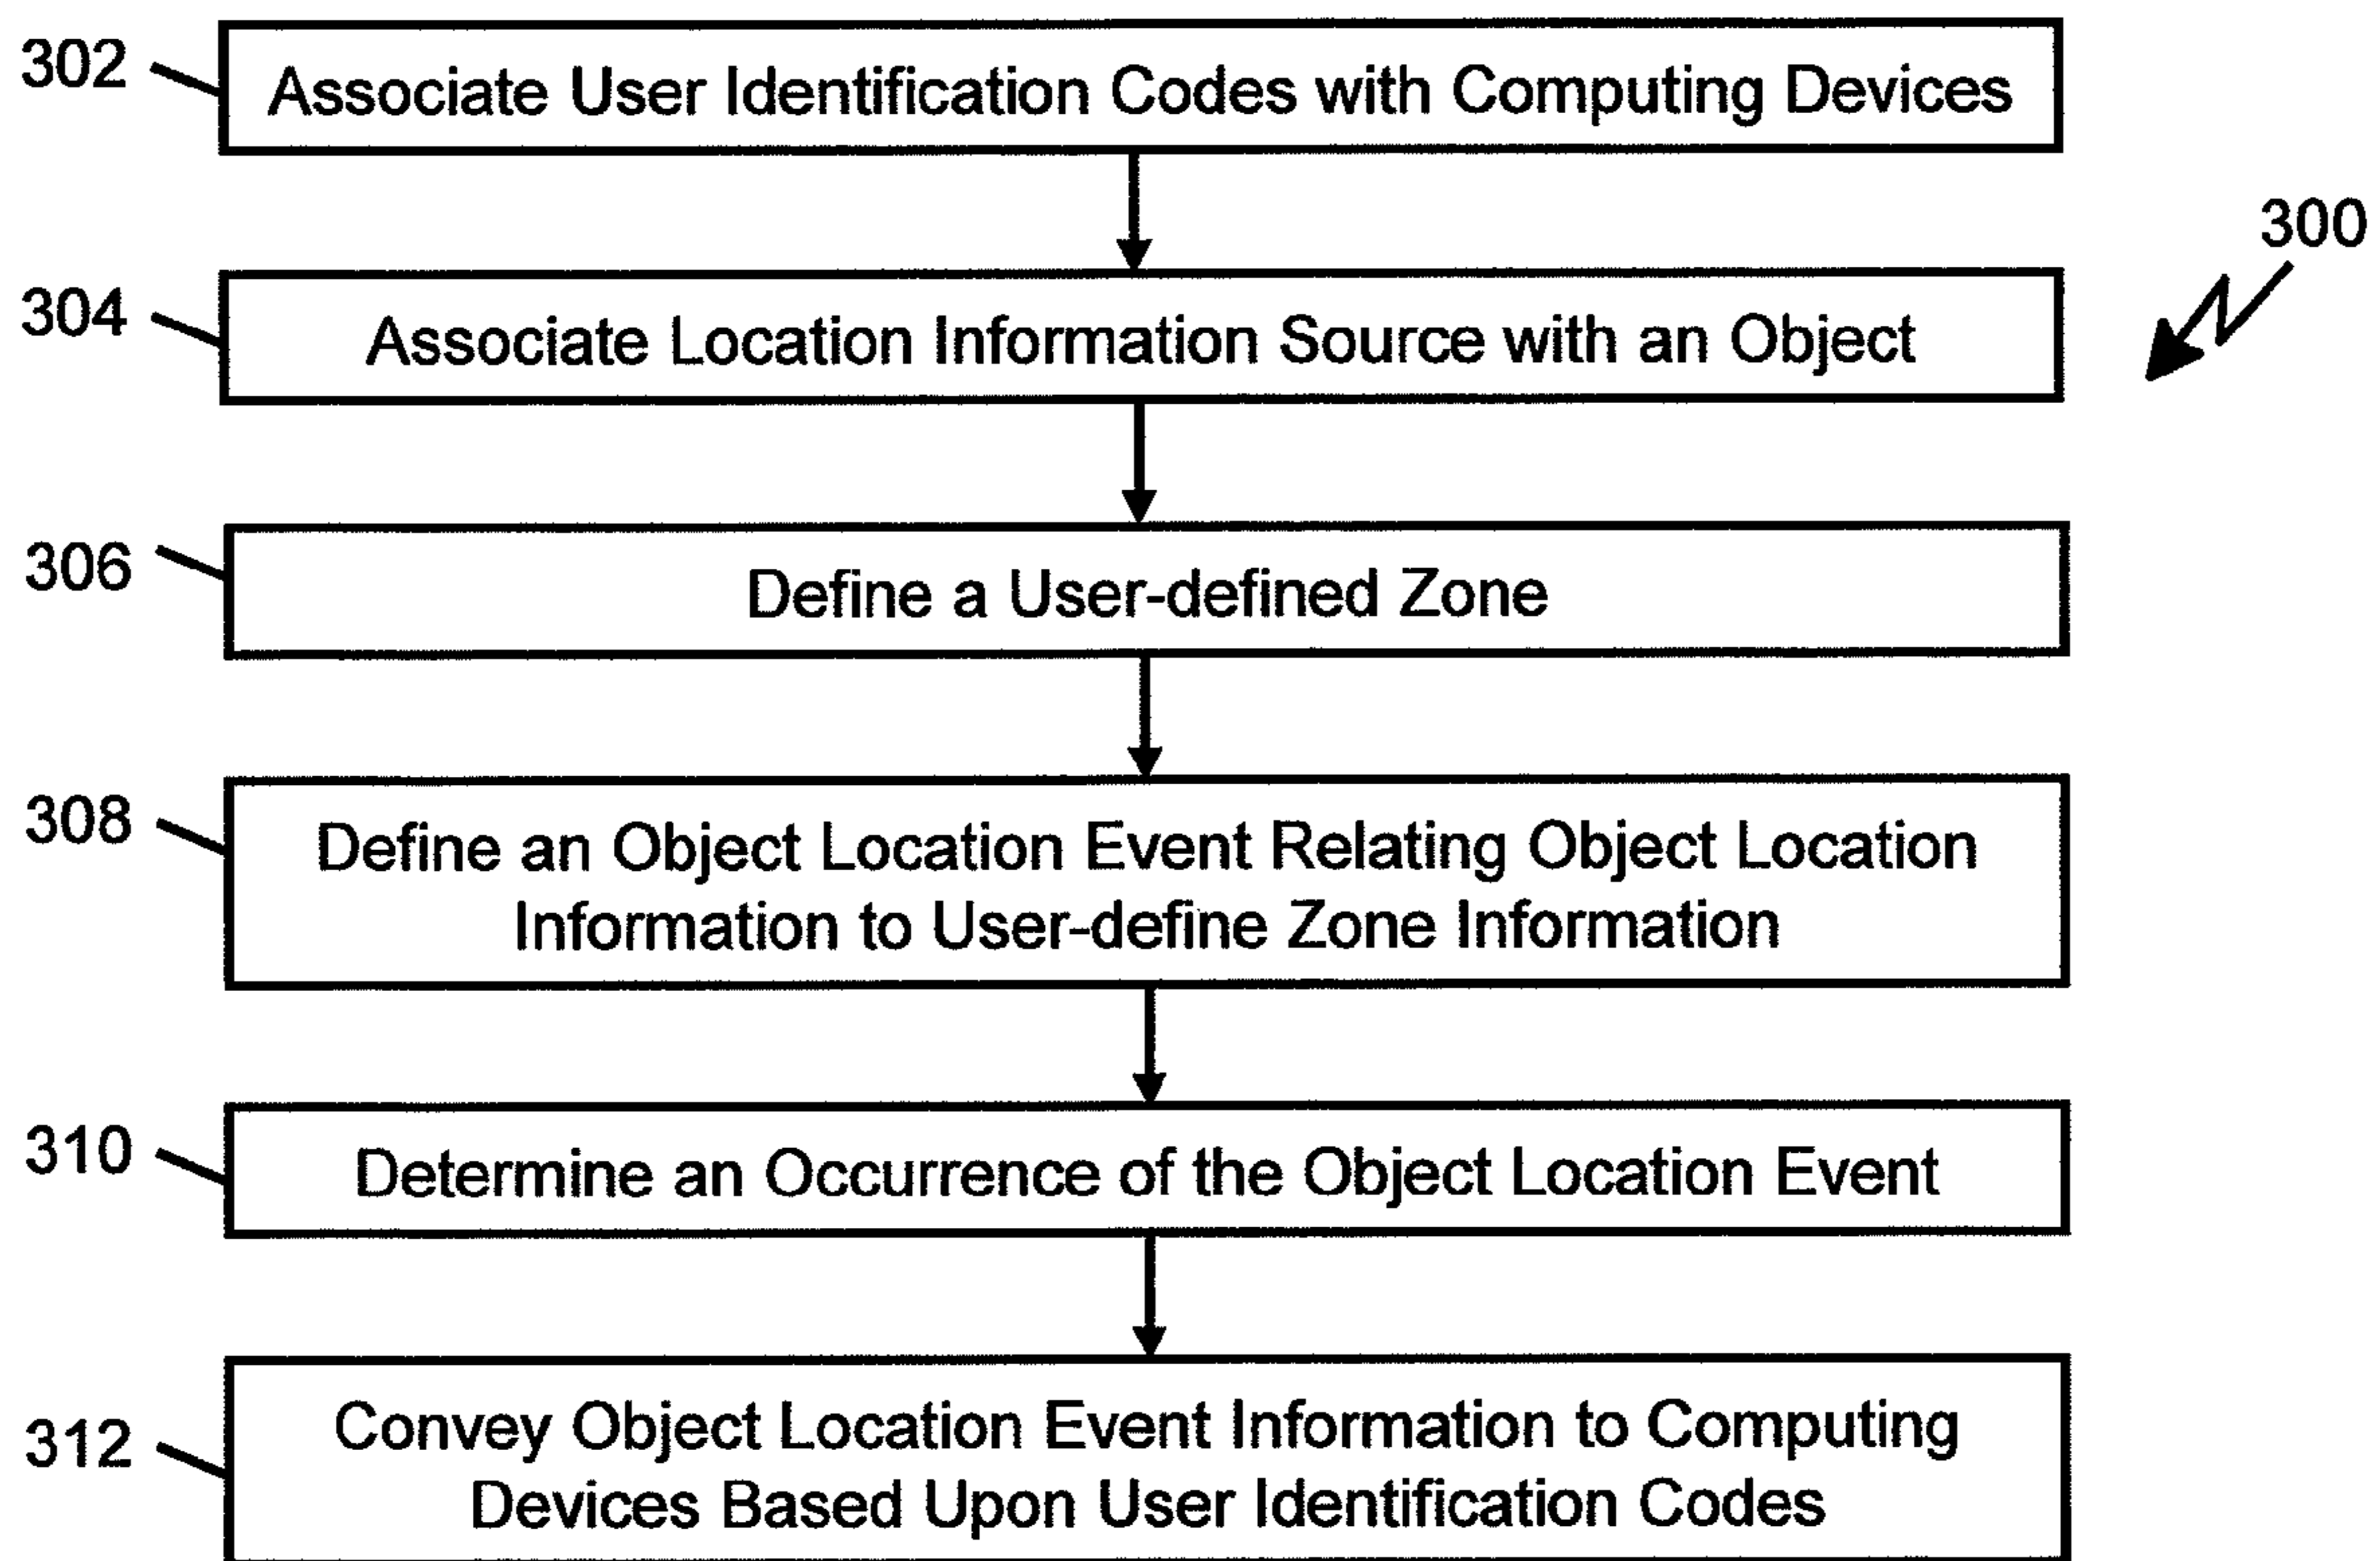 302
Associate User Identification Codes with Computing Devices
300
304
Associate Location Information Source with an Object
306
Define a User-defined Zone
308
Define an Object Location Event Relating Object Location
Information to User-define Zone Information
310
Determine an Occurrence of the Object Location Event
312
Convey Object Location Event Information to Computing
Devices Based Upon User Identification Codes